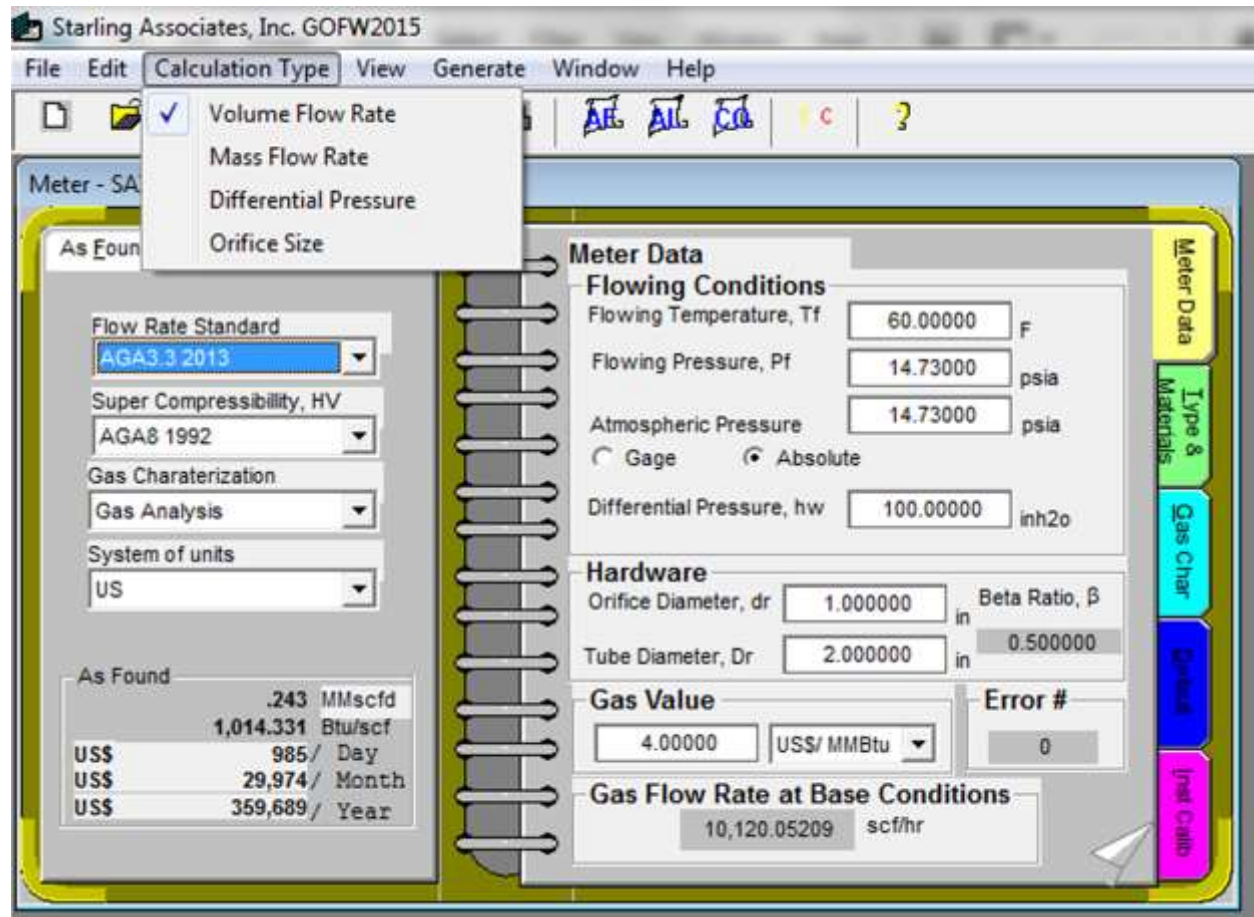 Starling Associates, Inc. GOFW2015
File Edit Calculation Type View Generate Window Help
✓ Volume Flow Rate
Mass Flow Rate
Differential Pressure
Orifice Size
AE AL CO C ?
Meter - SA
As Foun
Flow Rate Standard
AGA3.3 2013
Super Compressibillity, HV
AGA8 1992
Gas Charaterization
Gas Analysis
System of units
US
As Found
.243 MMscfd
1,014.331 Btu/scf
US$ 985/ Day
US$ 29,974/ Month
US$ 359,689/ Year
Meter Data
Flowing Conditions
Flowing Temperature, Tf 60.00000 F
Flowing Pressure, Pf 14.73000 psia
Atmospheric Pressure 14.73000 psia
Gage Absolute
Differential Pressure, hw 100.00000 inh2o
Hardware
Orifice Diameter, dr 1.000000 in Beta Ratio, β
0.500000
Tube Diameter, Dr 2.000000 in
Gas Value Error #
4.00000 US$/ MMBtu 0
Gas Flow Rate at Base Conditions
10,120.05209 scf/hr
Meter Data
Type &
Materials
Gas Char
Default
Inst Calib